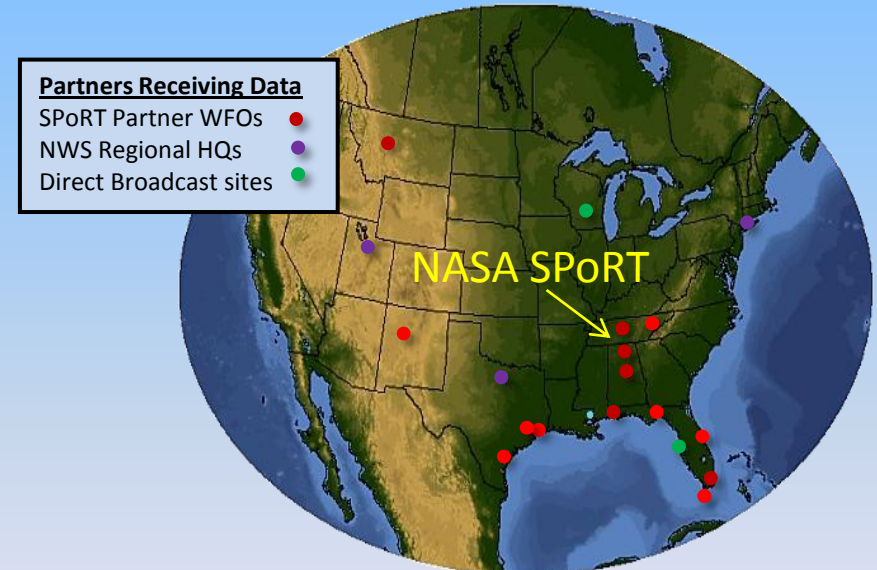 Partners Receiving Data
SPoRT Partner WFOs
NWS Regional HQs
Direct Broadcast sites
NASA SPoRT